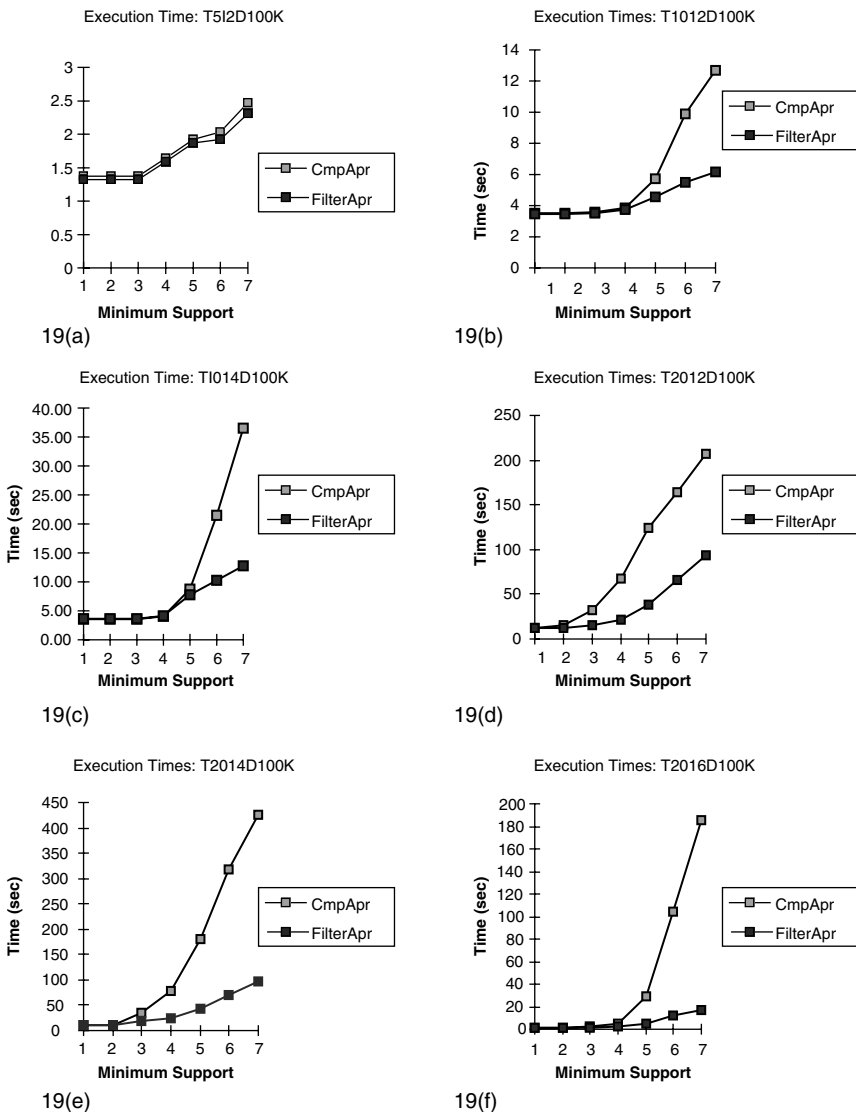 Execution Time: T5I2D100K
3
2.5
2
1.5
1
0.5
0
1 2 3 4 5 6 7
Minimum Support
CmpApr
FilterApr
19(a)
Execution Times: T1012D100K
14
12
10
8
6
4
2
0
Time (sec)
1 2 3 4 5 6 7
Minimum Support
CmpApr
FilterApr
19(b)
Execution Time: TI014D100K
40.00
35.00
30.00
25.00
20.00
15.00
10.00
5.00
0.00
Time (sec)
1 2 3 4 5 6 7
Minimum Support
CmpApr
FilterApr
19(c)
Execution Times: T2012D100K
250
200
150
100
50
0
Time (sec)
1 2 3 4 5 6 7
Minimum Support
CmpApr
FilterApr
19(d)
Execution Times: T2014D100K
450
400
350
300
250
200
150
100
50
0
Time (sec)
1 2 3 4 5 6 7
Minimum Support
CmpApr
FilterApr
19(e)
Execution Times: T2016D100K
200
180
160
140
120
100
80
60
40
20
0
Time (sec)
1 2 3 4 5 6 7
Minimum Support
CmpApr
FilterApr
19(f)